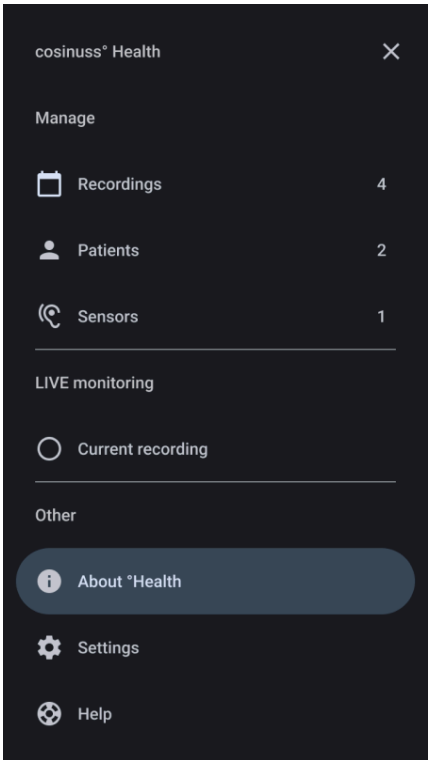 cosinuss° Health
Manage
Recordings 4
Patients 2
Sensors 1
LIVE monitoring
Current recording
Other
About °Health
Settings
Help